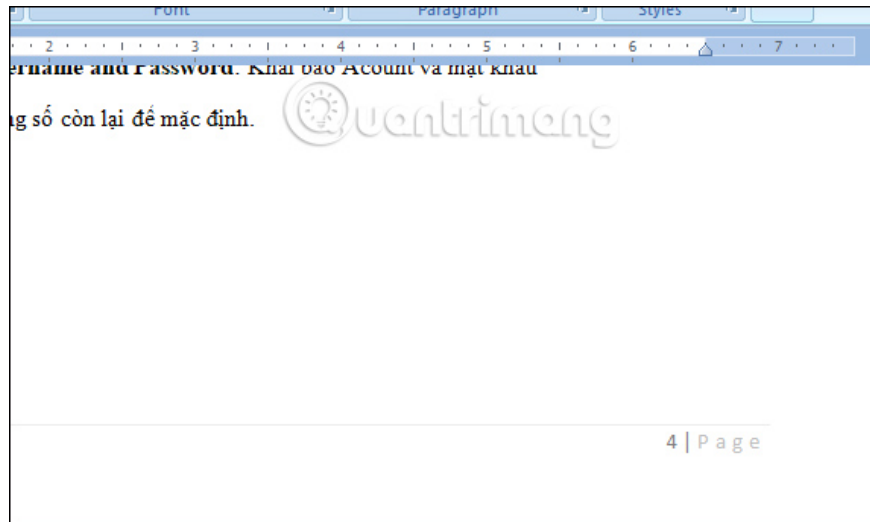 Font Paragraph Styles
2 3 4 5 6 7
ername and Password: Khai báo Acount và mật khẩu
ng số còn lại để mặc định.
Quantrimang
4 | Page